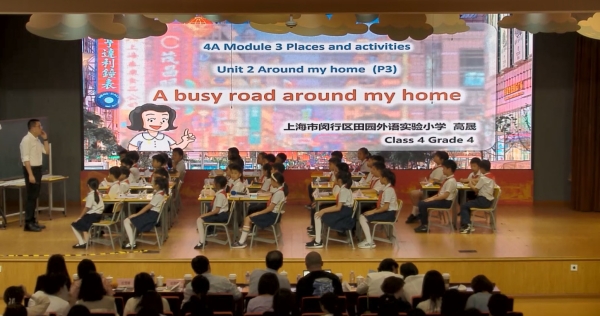 4A Module 3 Places and activities
Unit 2 Around my home (P3)
A busy road around my home
上海市闵行区田园外语实验小学 高晟
Class 4 Grade 4